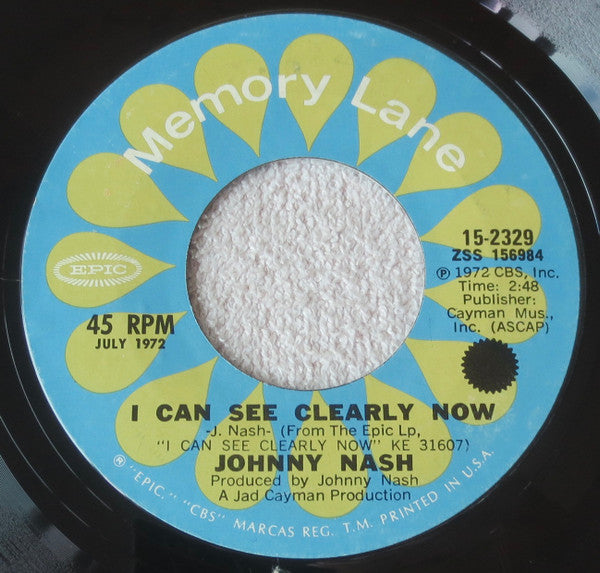 Memory Lane
EPIC
45 RPM
JULY 1972
15-2329
ZSS 156984
Ⓟ 1972 CBS, Inc.
Time: 2:48
Publisher:
Cayman Mus.,
Inc. (ASCAP)
I CAN SEE CLEARLY NOW
-J. Nash- (From The Epic Lp,
"I CAN SEE CLEARLY NOW" KE 31607)
JOHNNY NASH
Produced by Johnny Nash
A Jad Cayman Production
® "EPIC," "CBS" MARCAS REG. T.M. PRINTED IN U.S.A.